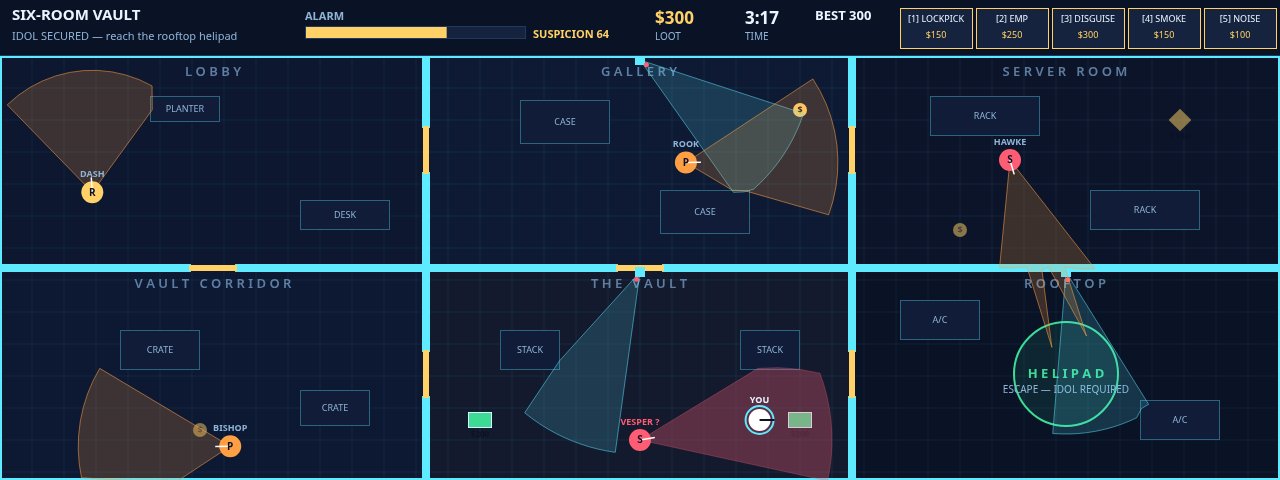 SIX-ROOM VAULT
IDOL SECURED — reach the rooftop helipad
ALARM
SUSPICION 64
$300
LOOT
3:17
TIME
BEST 300
[1] LOCKPICK
$150
[2] EMP
$250
[3] DISGUISE
$300
[4] SMOKE
$150
[5] NOISE
$100
LOBBY
PLANTER
DASH
R
DESK
GALLERY
CASE
$
ROOK
P
CASE
SERVER ROOM
RACK
HAWKE
S
RACK
$
VAULT CORRIDOR
CRATE
CRATE
$
BISHOP
P
THE VAULT
STACK
STACK
YOU
VESPER ?
S
ROOFTOP
A/C
HELIPAD
ESCAPE — IDOL REQUIRED
A/C